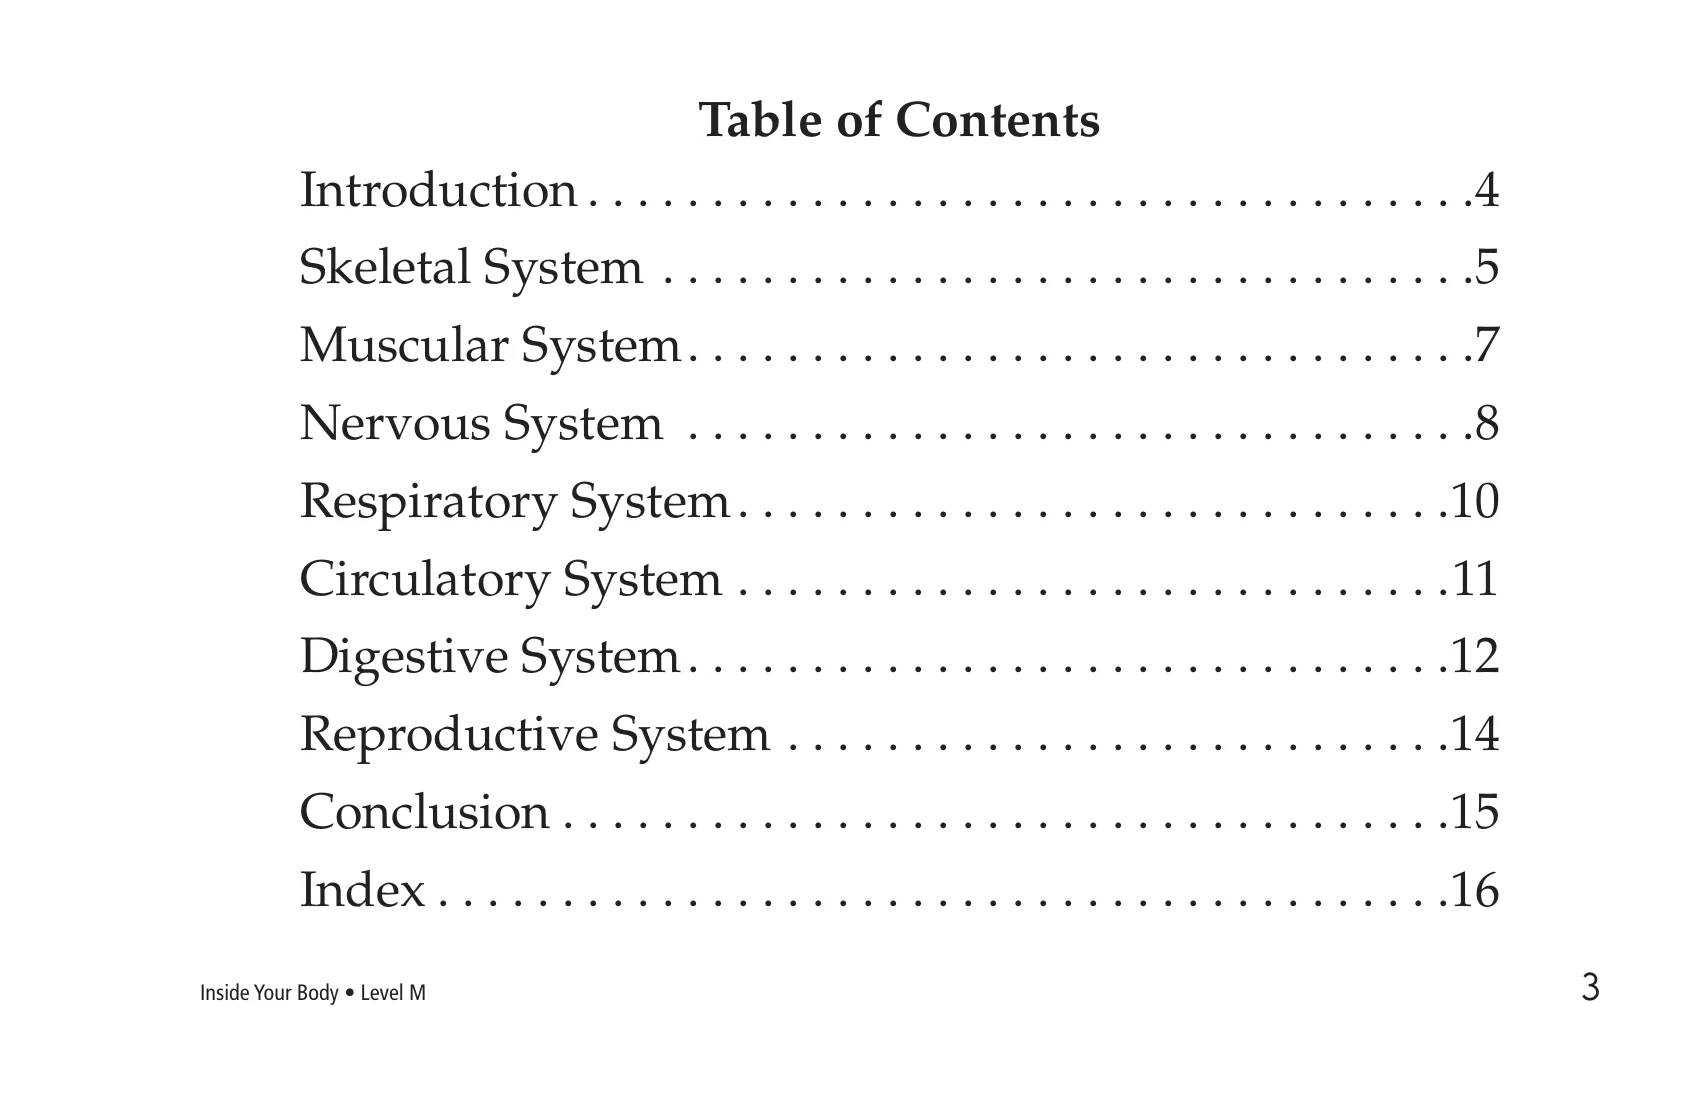 Table of Contents
Introduction . . . . . . . . . . . . . . . . . . . . . . . . . . . . . . . . . . . .4
Skeletal System . . . . . . . . . . . . . . . . . . . . . . . . . . . . . . . . .5
Muscular System. . . . . . . . . . . . . . . . . . . . . . . . . . . . . . . .7
Nervous System . . . . . . . . . . . . . . . . . . . . . . . . . . . . . . . .8
Respiratory System. . . . . . . . . . . . . . . . . . . . . . . . . . . . .10
Circulatory System . . . . . . . . . . . . . . . . . . . . . . . . . . . . .11
Digestive System. . . . . . . . . . . . . . . . . . . . . . . . . . . . . . .12
Reproductive System . . . . . . . . . . . . . . . . . . . . . . . . . . .14
Conclusion . . . . . . . . . . . . . . . . . . . . . . . . . . . . . . . . . . . .15
Index . . . . . . . . . . . . . . . . . . . . . . . . . . . . . . . . . . . . . . . . .16
Inside Your Body • Level M
3